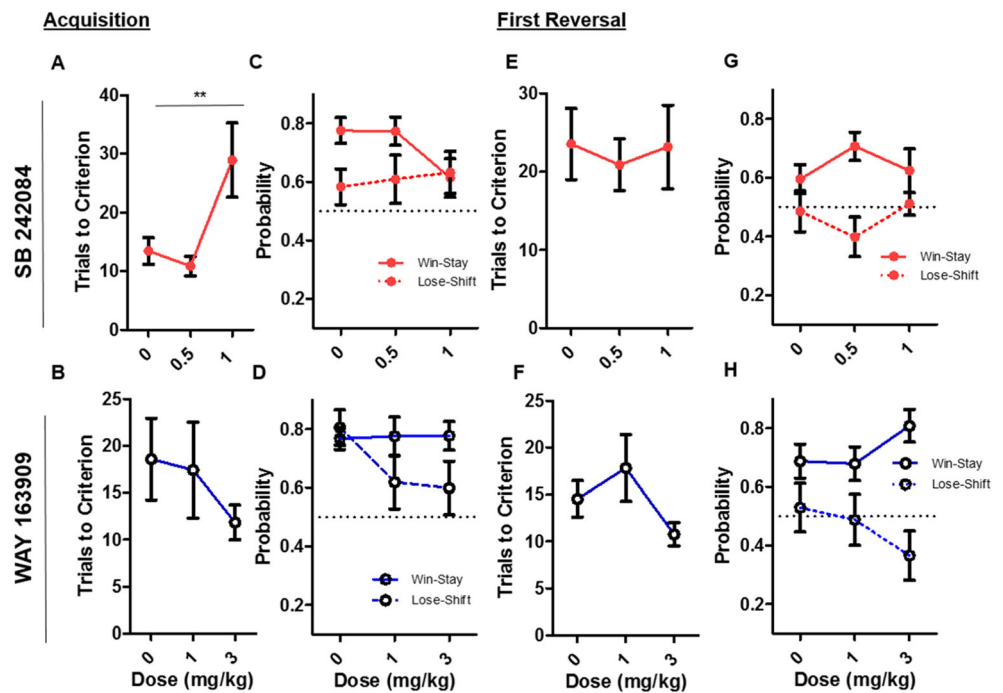 Acquisition
First Reversal
SB 242084
A
**
Trials to Criterion
40
30
20
10
0
0
0.5
1
C
Probability
0.8
0.6
0.4
0.2
Win-Stay
Lose-Shift
0
0.5
1
E
Trials to Criterion
30
20
10
0
0
0.5
1
G
Probability
0.8
0.6
0.4
0.2
Win-Stay
Lose-Shift
0
0.5
1
WAY 163909
B
Trials to Criterion
25
20
15
10
5
0
0
1
3
Dose (mg/kg)
D
Probability
0.8
0.6
0.4
0.2
Win-Stay
Lose-Shift
0
1
3
Dose (mg/kg)
F
Trials to Criterion
25
20
15
10
5
0
0
1
3
Dose (mg/kg)
H
Probability
0.8
0.6
0.4
0.2
Win-Stay
Lose-Shift
0
1
3
Dose (mg/kg)